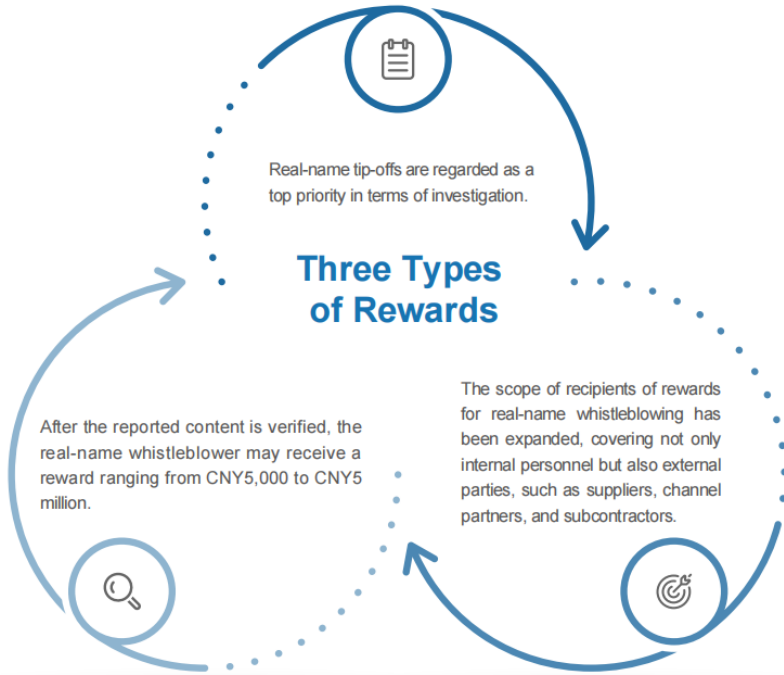 Real-name tip-offs are regarded as a
top priority in terms of investigation.
Three Types
of Rewards
After the reported content is verified, the
real-name whistleblower may receive a
reward ranging from CNY5,000 to CNY5
million.
The scope of recipients of rewards
for real-name whistleblowing has
been expanded, covering not only
internal personnel but also external
parties, such as suppliers, channel
partners, and subcontractors.